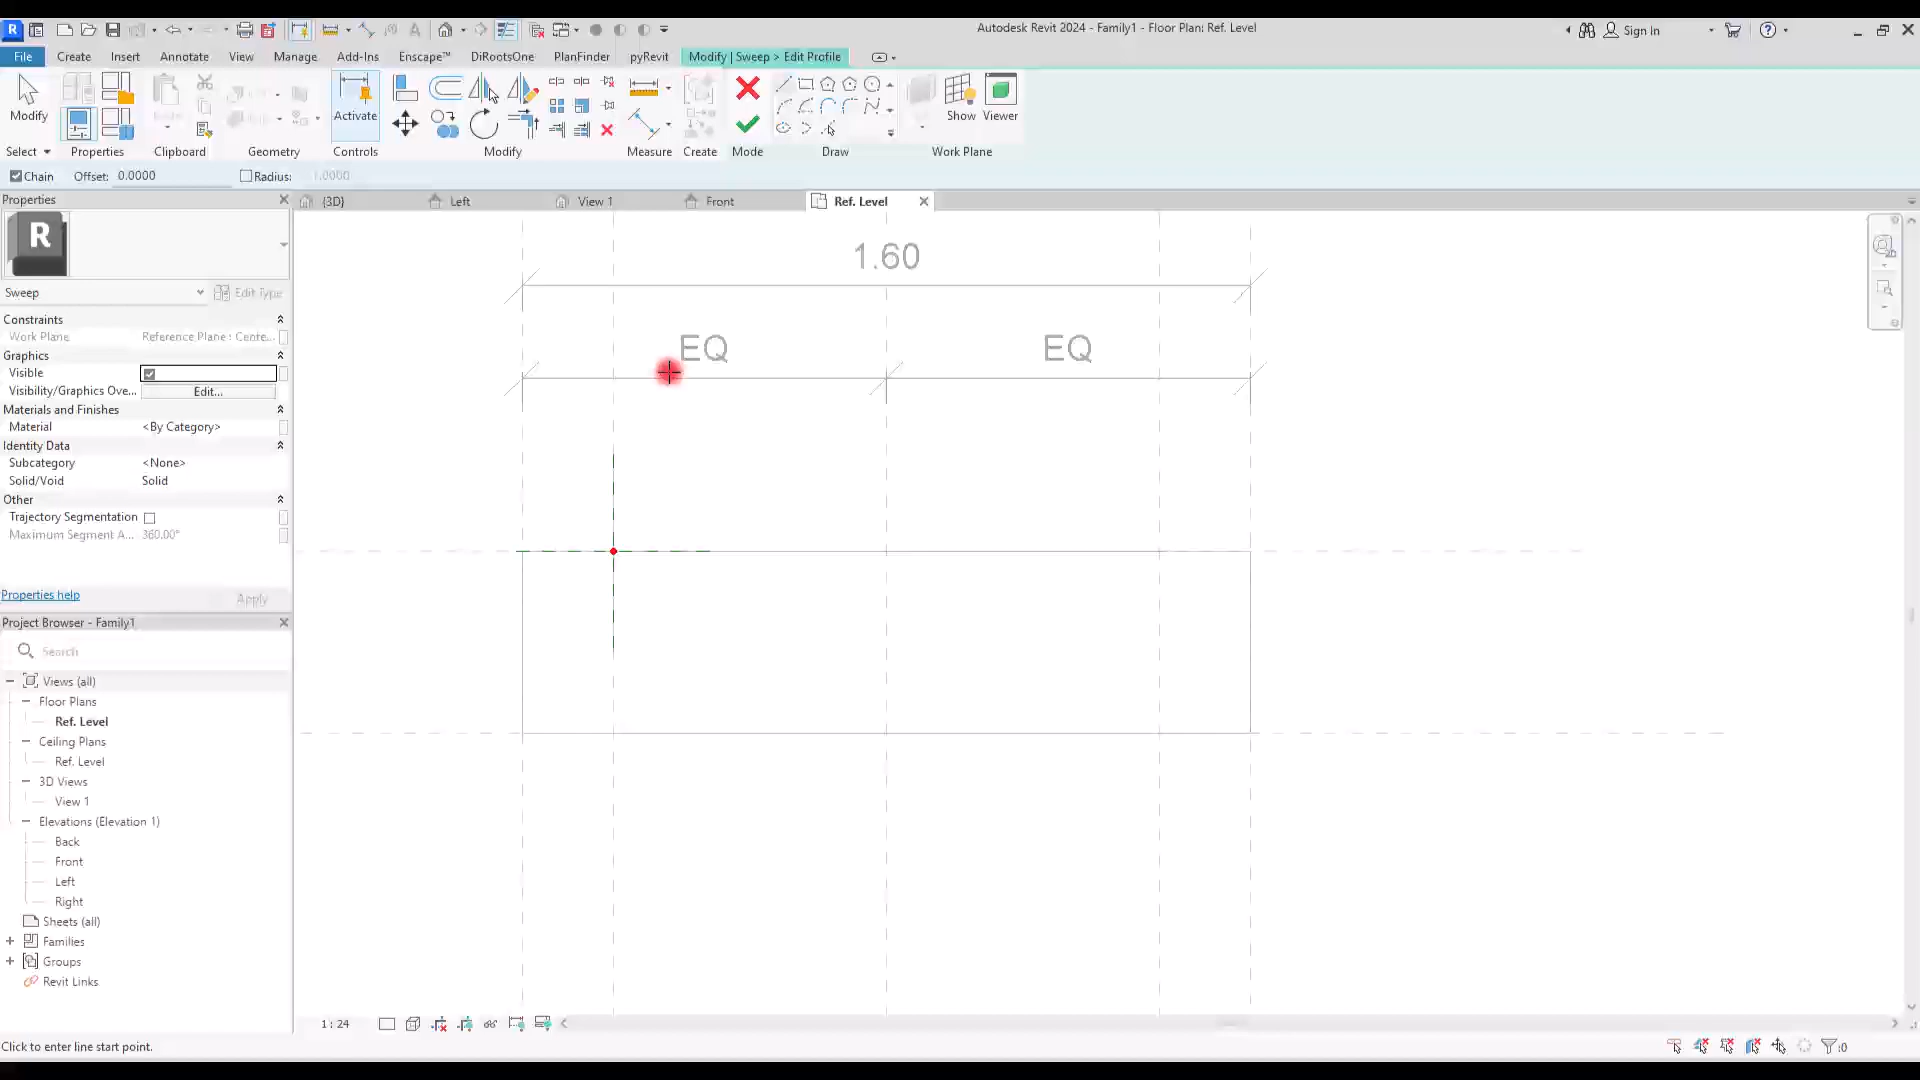 Autodesk Revit 2024 - Family1 - Floor Plan: Ref. Level
Sign In
File Create Insert Annotate View Manage Add-Ins Enscape™ DiRootsOne PlanFinder pyRevit Modify | Sweep > Edit Profile
Modify Activate Show Viewer
Select Properties Clipboard Geometry Controls Modify Measure Create Mode Draw Work Plane
Chain Offset: 0.0000 Radius: 1.0000
Properties
{3D} Left View 1 Front Ref. Level
R
Sweep Edit Type
Constraints
Work Plane Reference Plane : Cente...
Graphics
Visible
Visibility/Graphics Ove... Edit...
Materials and Finishes
Material <By Category>
Identity Data
Subcategory <None>
Solid/Void Solid
Other
Trajectory Segmentation
Maximum Segment A... 360.00°
Properties help Apply
Project Browser - Family1
Search
Views (all)
Floor Plans
Ref. Level
Ceiling Plans
Ref. Level
3D Views
View 1
Elevations (Elevation 1)
Back
Front
Left
Right
Sheets (all)
Families
Groups
Revit Links
1.60
EQ EQ
1 : 24
Click to enter line start point.
:0